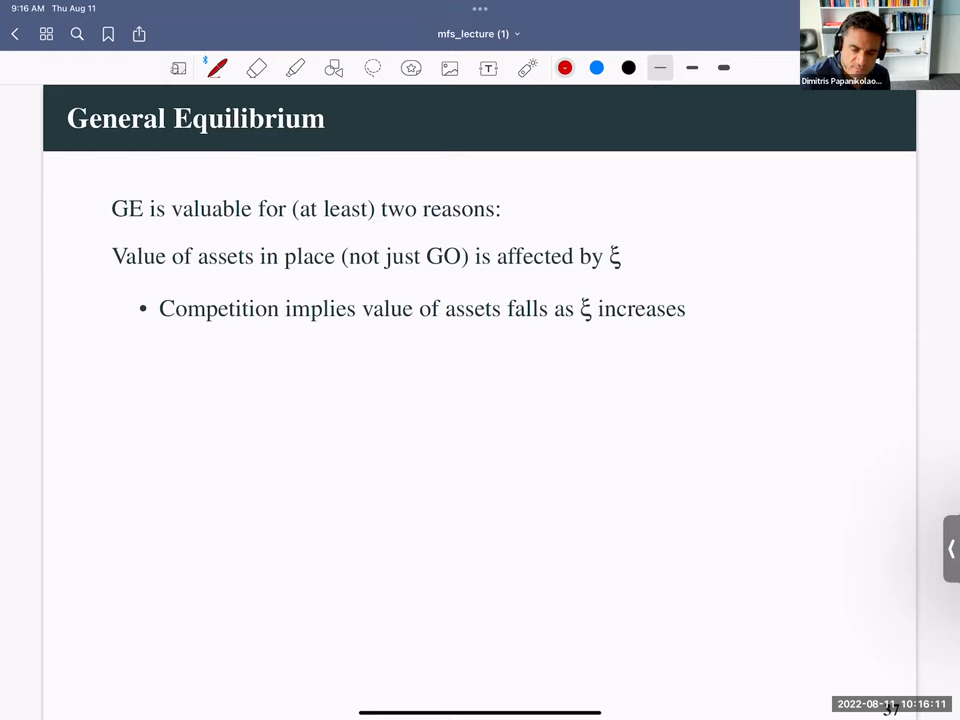 9:16 AM Thu Aug 11
mfs_lecture (1)
Dimitris Papanikolao...
General Equilibrium
GE is valuable for (at least) two reasons:
Value of assets in place (not just GO) is affected by ξ
• Competition implies value of assets falls as ξ increases
2022-08-11 10:16:11
37